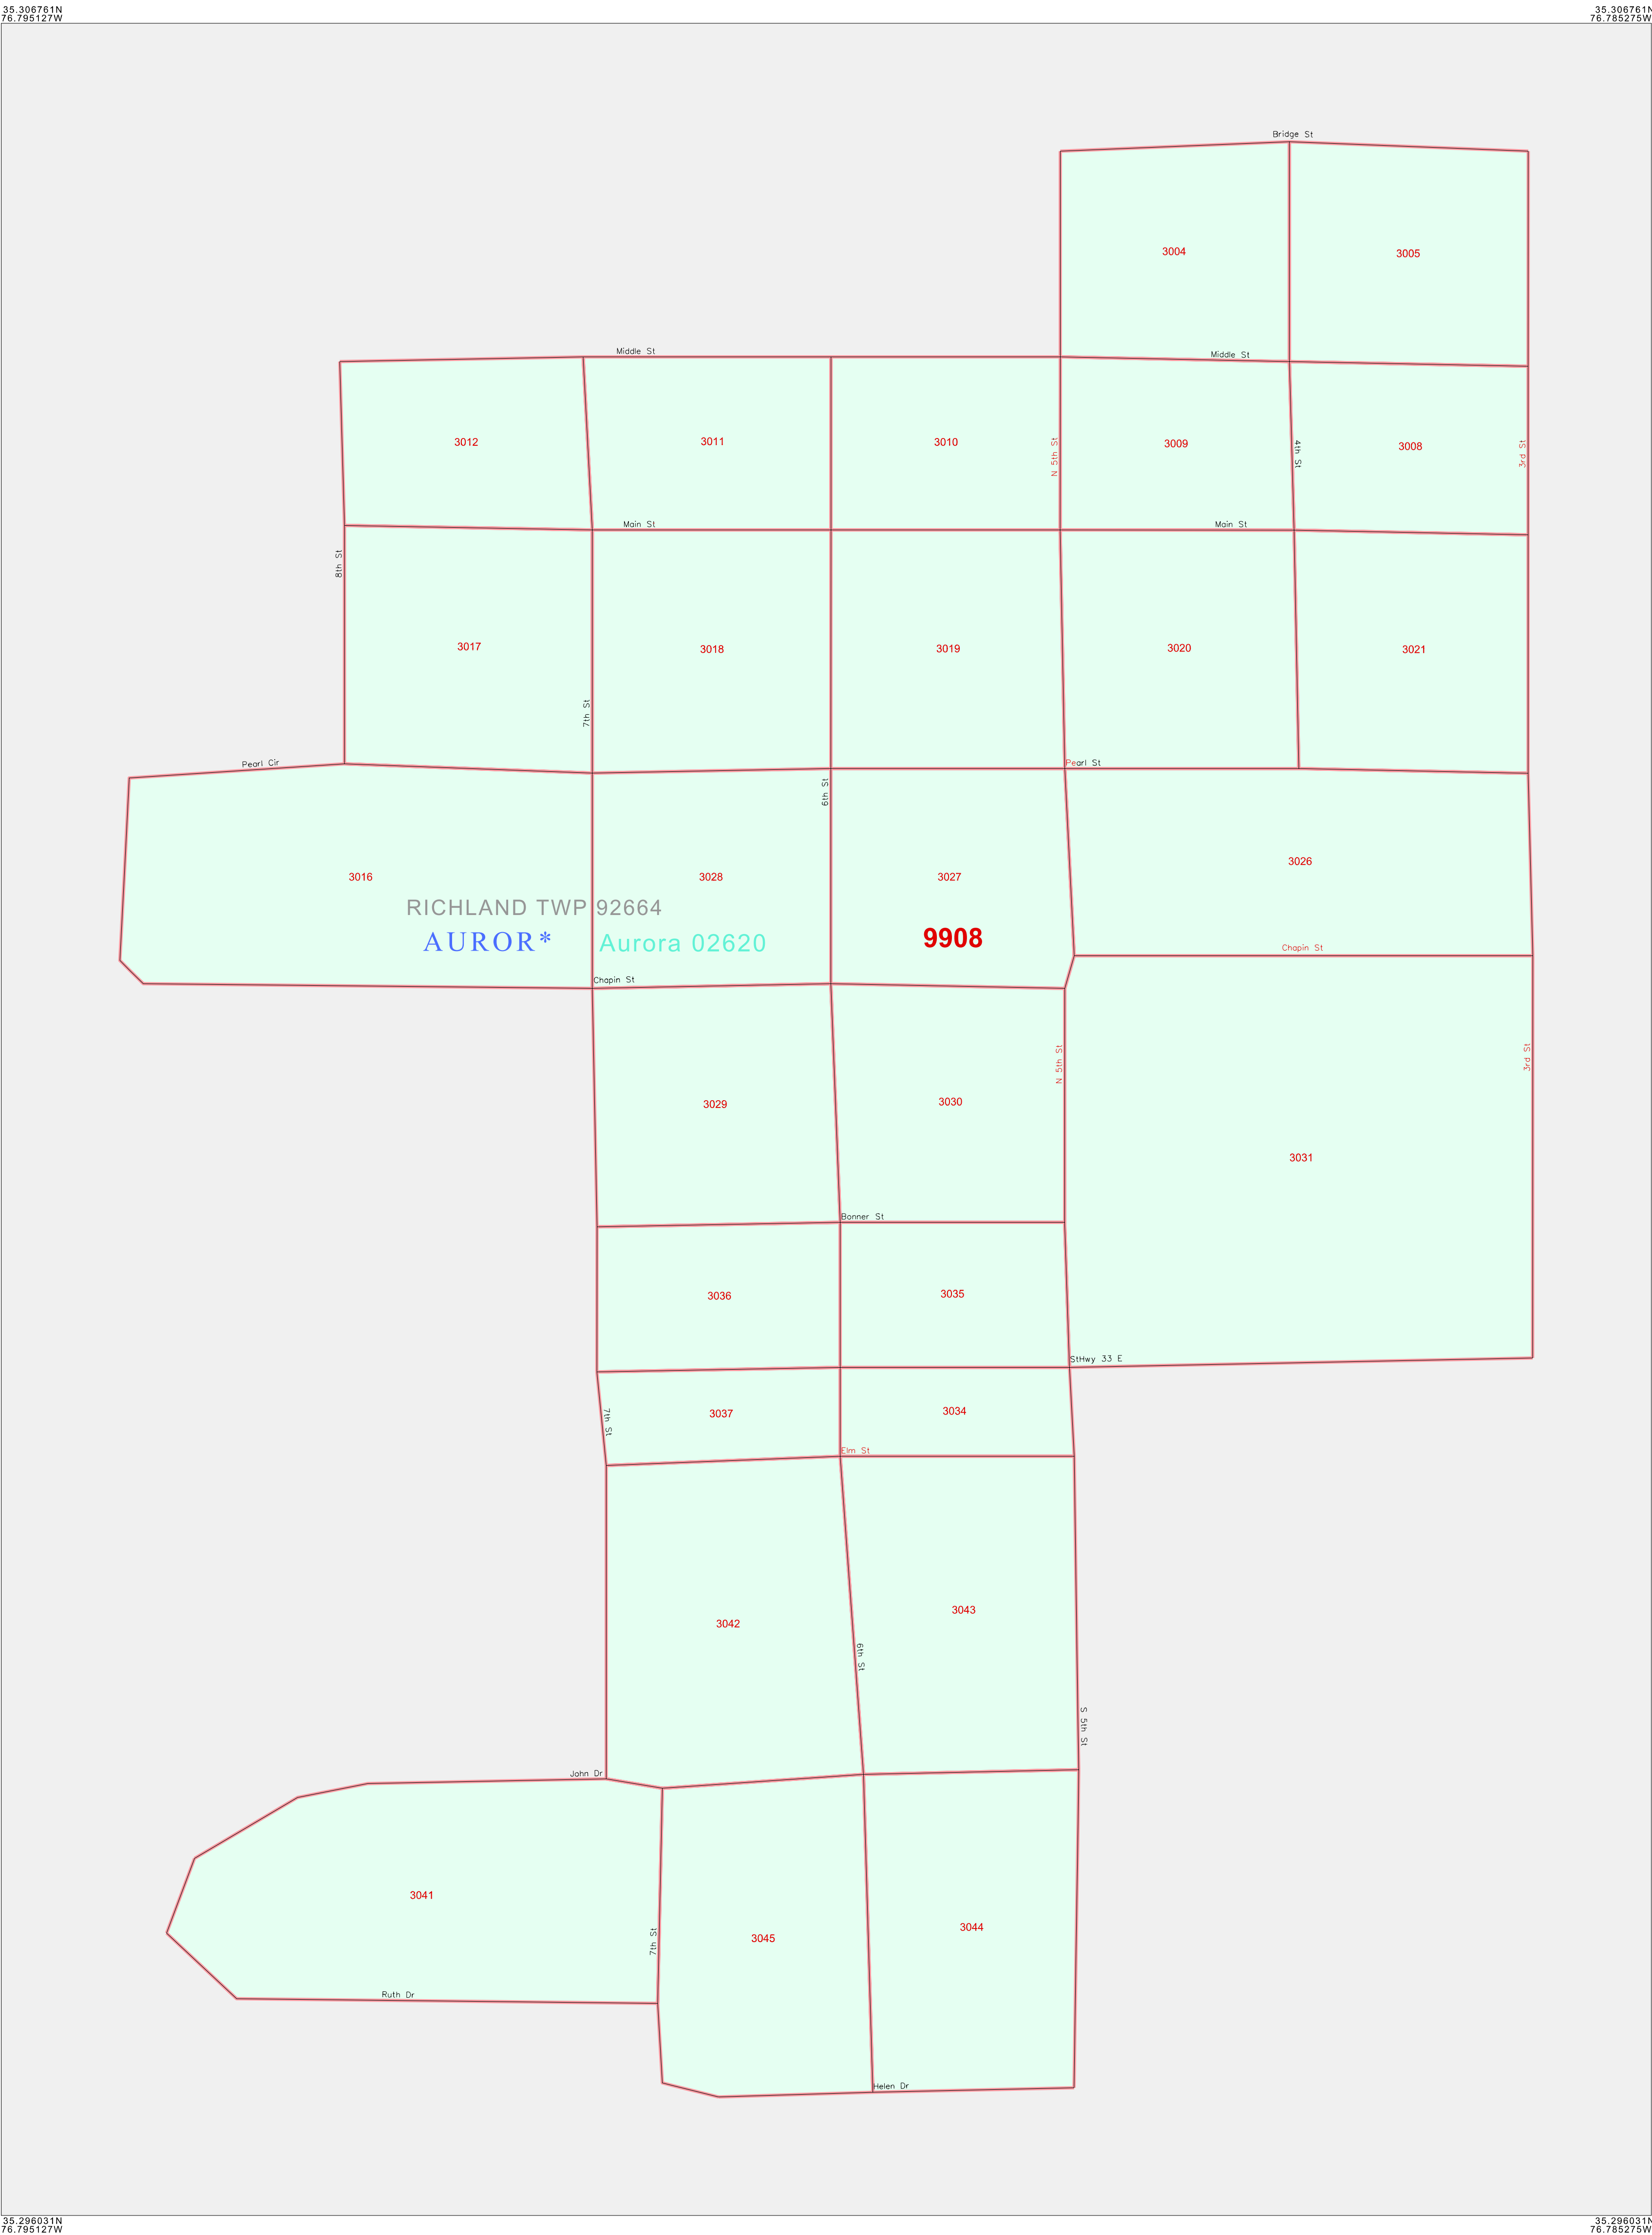 35.306761N
76.795127W
35.306761N
76.785275W
Bridge St
3004
3005
Middle St
Middle St
3012
3011
3010
N 5th St
3009
4th St
3008
3rd St
Main St
Main St
8th St
3017
7th St
3018
3019
3020
3021
Pearl Cir
Pearl St
6th St
3016
3028
3027
3026
RICHLAND TWP 92664
AUROR*
Aurora 02620
9908
Chapin St
Chapin St
3029
3030
N 5th St
3rd St
3031
Bonner St
3036
3035
StHwy 33 E
7th St
3037
3034
Elm St
3042
3043
6th St
S 5th St
John Dr
3041
7th St
3045
3044
Ruth Dr
Helen Dr
35.296031N
76.795127W
35.296031N
76.785275W